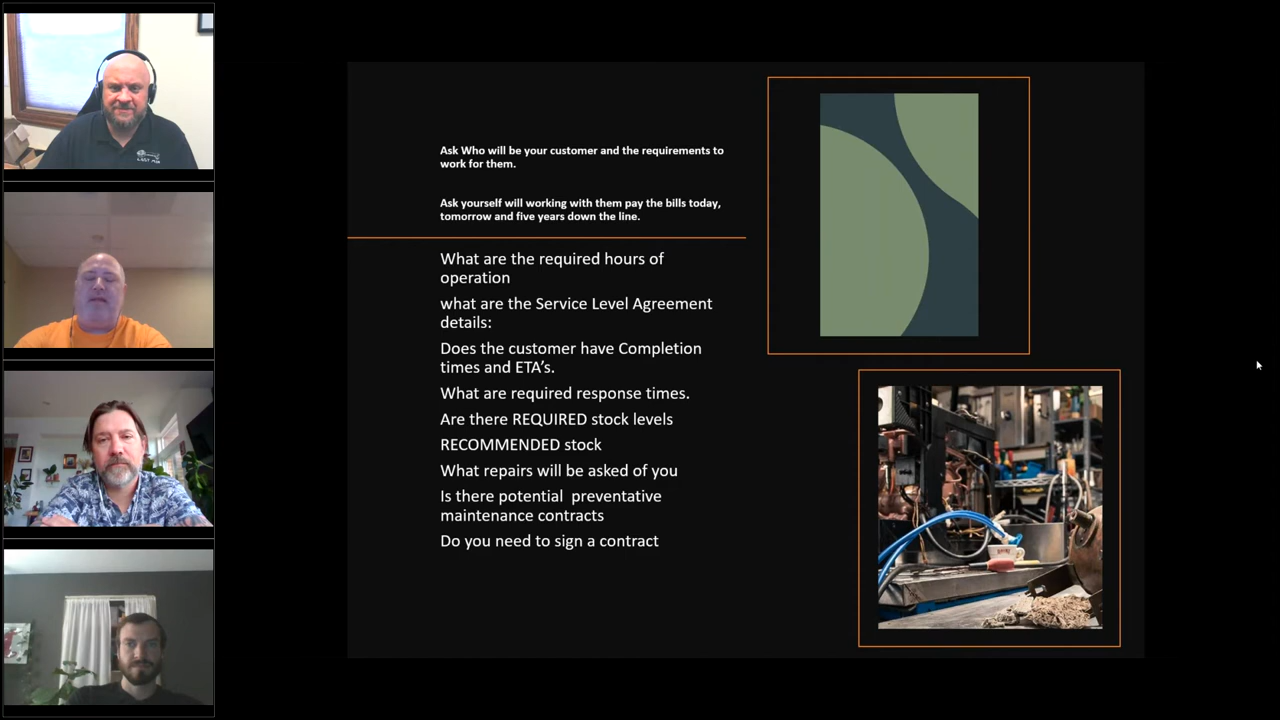 Ask Who will be your customer and the requirements to
work for them.
Ask yourself will working with them pay the bills today,
tomorrow and five years down the line.
What are the required hours of
operation
what are the Service Level Agreement
details:
Does the customer have Completion
times and ETA's.
What are required response times.
Are there REQUIRED stock levels
RECOMMENDED stock
What repairs will be asked of you
Is there potential  preventative
maintenance contracts
Do you need to sign a contract